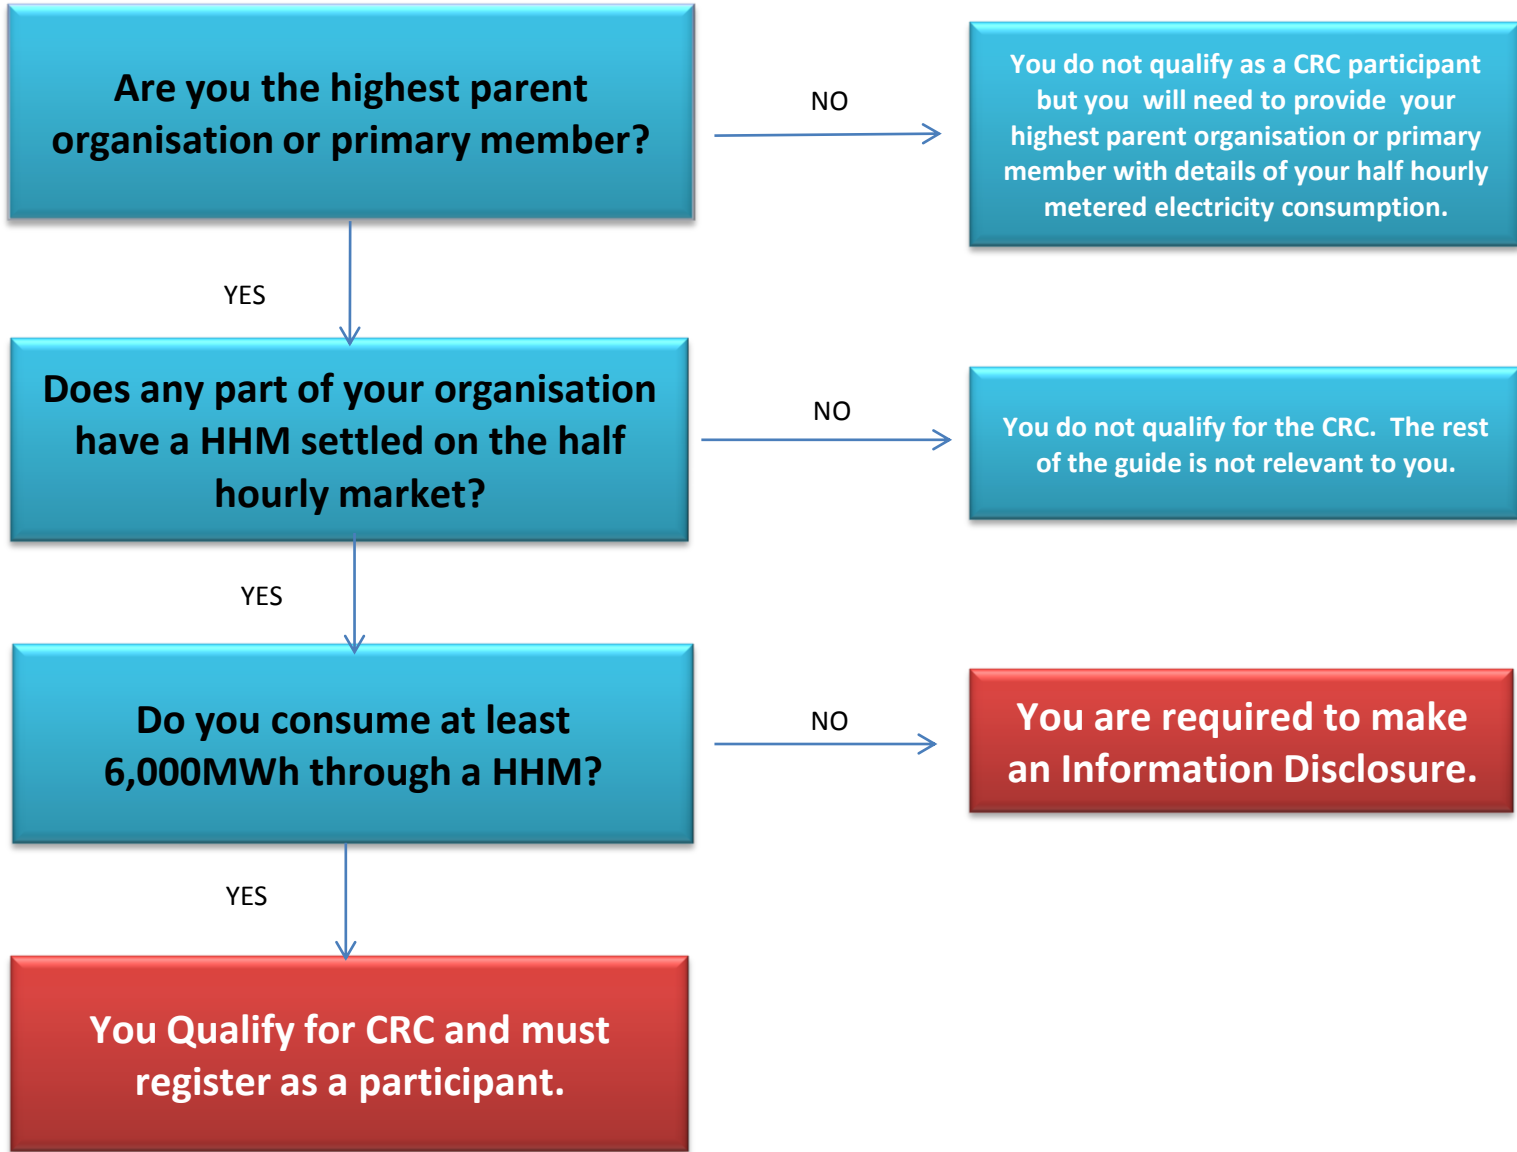 Are you the highest parent
organisation or primary member?
NO
You do not qualify as a CRC participant
but you will need to provide your
highest parent organisation or primary
member with details of your half hourly
metered electricity consumption.
YES
Does any part of your organisation
have a HHM settled on the half
hourly market?
NO
You do not qualify for the CRC. The rest
of the guide is not relevant to you.
YES
Do you consume at least
6,000MWh through a HHM?
NO
You are required to make
an Information Disclosure.
YES
You Qualify for CRC and must
register as a participant.